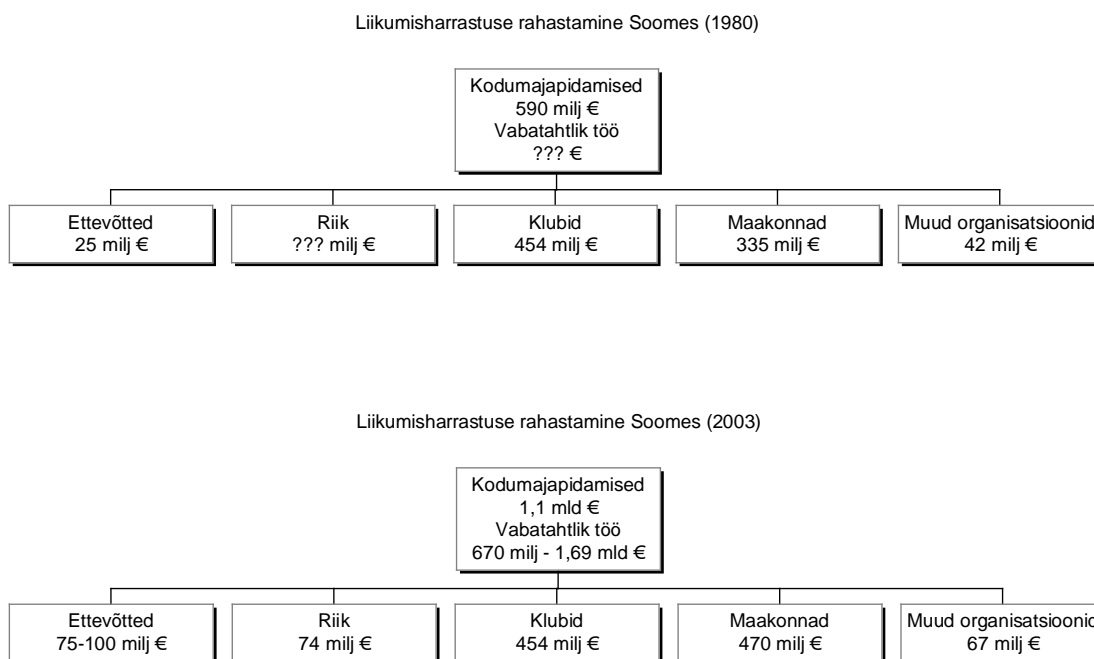 Liikumisharrastuse rahastamine Soomes (1980)
Kodumajapidamised
590 milj €
Vabatahtlik töö
??? €
Ettevõtted
25 milj €
Riik
??? milj €
Klubid
454 milj €
Maakonnad
335 milj €
Muud organisatsioonid
42 milj €
Liikumisharrastuse rahastamine Soomes (2003)
Kodumajapidamised
1,1 mld €
Vabatahtlik töö
670 milj - 1,69 mld €
Ettevõtted
75-100 milj €
Riik
74 milj €
Klubid
454 milj €
Maakonnad
470 milj €
Muud organisatsioonid
67 milj €